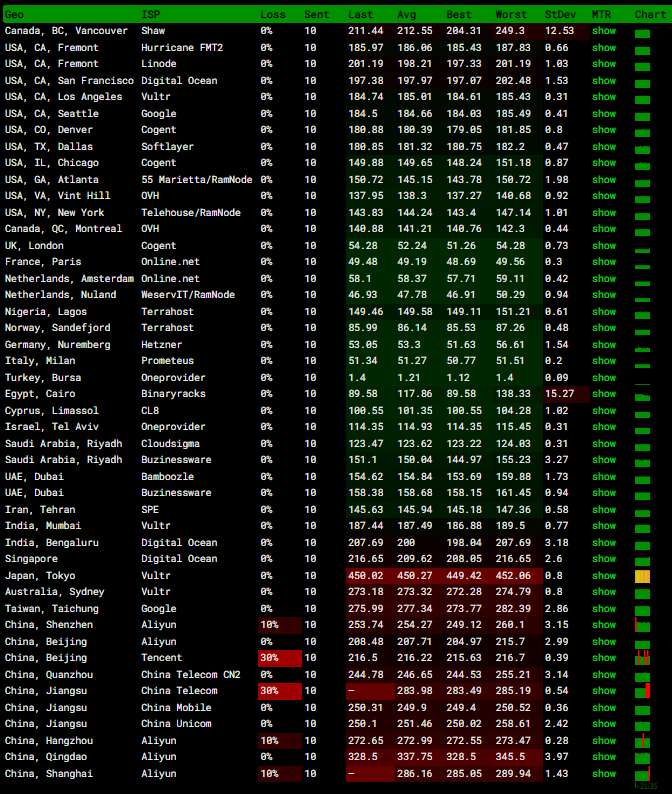 Geo ISP Loss Sent Last Avg Best Worst StDev MTR Chart
Canada, BC, Vancouver Shaw 0% 10 211.44 212.55 204.31 249.3 12.53 show
USA, CA, Fremont Hurricane FMT2 0% 10 185.97 186.06 185.43 187.83 0.66 show
USA, CA, Fremont Linode 0% 10 201.19 198.21 197.33 201.19 1.03 show
USA, CA, San Francisco Digital Ocean 0% 10 197.38 197.97 197.07 202.48 1.53 show
USA, CA, Los Angeles Vultr 0% 10 184.74 185.01 184.61 185.43 0.31 show
USA, CA, Seattle Google 0% 10 184.5 184.66 184.03 185.49 0.41 show
USA, CO, Denver Cogent 0% 10 180.88 180.39 179.05 181.85 0.8 show
USA, TX, Dallas Softlayer 0% 10 180.85 181.32 180.75 182.2 0.47 show
USA, IL, Chicago Cogent 0% 10 149.88 149.65 148.24 151.18 0.87 show
USA, GA, Atlanta 55 Marietta/RamNode 0% 10 150.72 145.15 143.78 150.72 1.98 show
USA, VA, Vint Hill OVH 0% 10 137.95 138.3 137.27 140.68 0.92 show
USA, NY, New York Telehouse/RamNode 0% 10 143.83 144.24 143.4 147.14 1.01 show
Canada, QC, Montreal OVH 0% 10 140.88 141.21 140.76 142.3 0.44 show
UK, London Cogent 0% 10 54.28 52.24 51.26 54.28 0.73 show
France, Paris Online.net 0% 10 49.48 49.19 48.69 49.56 0.3 show
Netherlands, Amsterdam Online.net 0% 10 58.1 58.37 57.71 59.11 0.42 show
Netherlands, Nuland WeservIT/RamNode 0% 10 46.93 47.78 46.91 50.29 0.94 show
Nigeria, Lagos Terrahost 0% 10 149.46 149.58 149.11 151.21 0.61 show
Norway, Sandefjord Terrahost 0% 10 85.99 86.14 85.53 87.26 0.48 show
Germany, Nuremberg Hetzner 0% 10 53.05 53.3 51.63 56.61 1.54 show
Italy, Milan Prometeus 0% 10 51.34 51.27 50.77 51.51 0.2 show
Turkey, Bursa Oneprovider 0% 10 1.4 1.21 1.12 1.4 0.09 show
Egypt, Cairo Binaryracks 0% 10 89.58 117.86 89.58 138.33 15.27 show
Cyprus, Limassol CL8 0% 10 100.55 101.35 100.55 104.28 1.02 show
Israel, Tel Aviv Oneprovider 0% 10 114.35 114.93 114.35 115.45 0.31 show
Saudi Arabia, Riyadh Cloudsigma 0% 10 123.47 123.62 123.22 124.03 0.31 show
Saudi Arabia, Riyadh Buzinessware 0% 10 151.1 150.04 144.97 155.23 3.27 show
UAE, Dubai Bamboozle 0% 10 154.62 154.84 153.69 159.88 1.73 show
UAE, Dubai Buzinessware 0% 10 158.38 158.68 158.15 161.45 0.94 show
Iran, Tehran SPE 0% 10 145.63 145.94 145.18 147.36 0.58 show
India, Mumbai Vultr 0% 10 187.44 187.49 186.88 189.5 0.77 show
India, Bengaluru Digital Ocean 0% 10 207.69 200 198.04 207.69 3.18 show
Singapore Digital Ocean 0% 10 216.65 209.62 208.05 216.65 2.6 show
Japan, Tokyo Vultr 0% 10 450.02 450.27 449.42 452.06 0.8 show
Australia, Sydney Vultr 0% 10 273.18 273.32 272.28 274.79 0.8 show
Taiwan, Taichung Google 0% 10 275.99 277.34 273.77 282.39 2.86 show
China, Shenzhen Aliyun 10% 10 253.74 254.27 249.12 260.1 3.15 show
China, Beijing Aliyun 0% 10 208.48 207.71 204.97 215.7 2.99 show
China, Beijing Tencent 30% 10 216.5 216.22 215.63 216.7 0.39 show
China, Quanzhou China Telecom CN2 0% 10 244.78 246.65 244.53 255.21 3.14 show
China, Jiangsu China Telecom 30% 10 – 283.98 283.49 285.19 0.54 show
China, Jiangsu China Mobile 0% 10 250.31 249.9 249.4 250.52 0.36 show
China, Jiangsu China Unicom 0% 10 250.1 251.46 250.02 258.61 2.42 show
China, Hangzhou Aliyun 10% 10 272.65 272.99 272.55 273.47 0.28 show
China, Qingdao Aliyun 0% 10 328.5 337.75 328.5 345.5 3.97 show
China, Shanghai Aliyun 10% 10 – 286.16 285.05 289.94 1.43 show